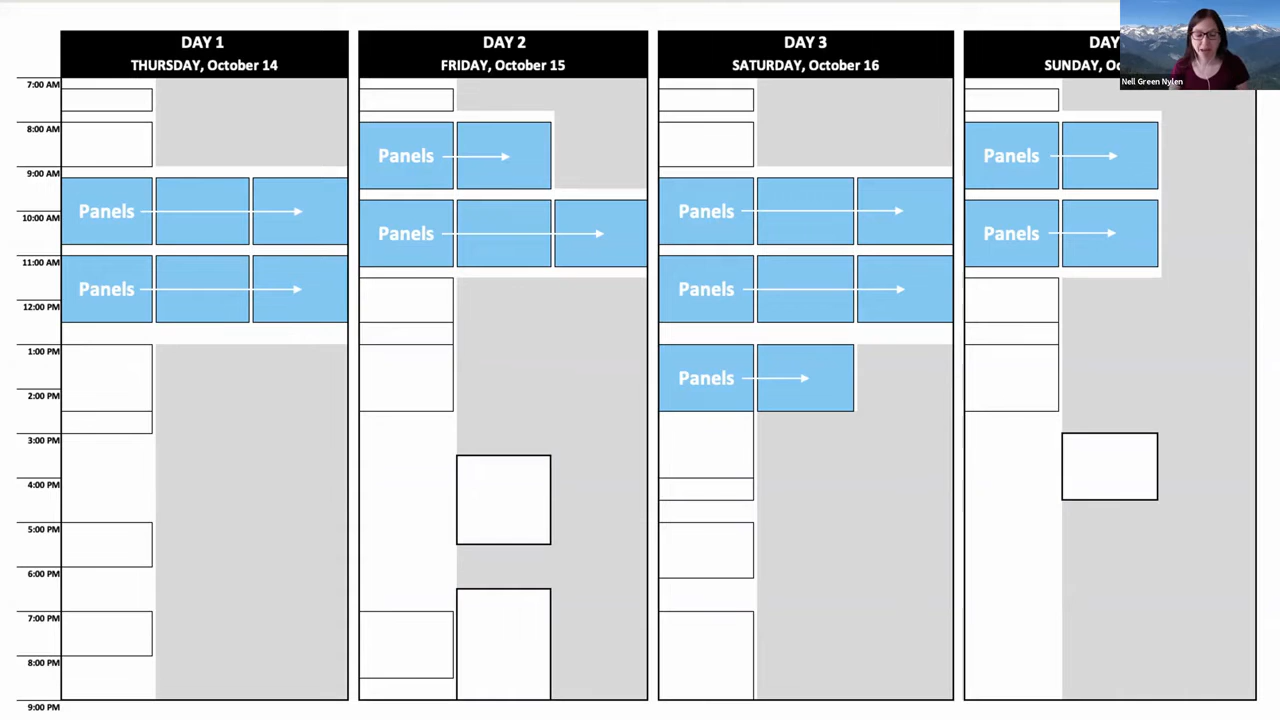 DAY 1
THURSDAY, October 14
DAY 2
FRIDAY, October 15
DAY 3
SATURDAY, October 16
DAY
SUNDAY, Oc
Nell Green Nylen
7:00 AM
8:00 AM
9:00 AM
10:00 AM
11:00 AM
12:00 PM
1:00 PM
2:00 PM
3:00 PM
4:00 PM
5:00 PM
6:00 PM
7:00 PM
8:00 PM
9:00 PM
Panels
Panels
Panels
Panels
Panels
Panels
Panels
Panels
Panels